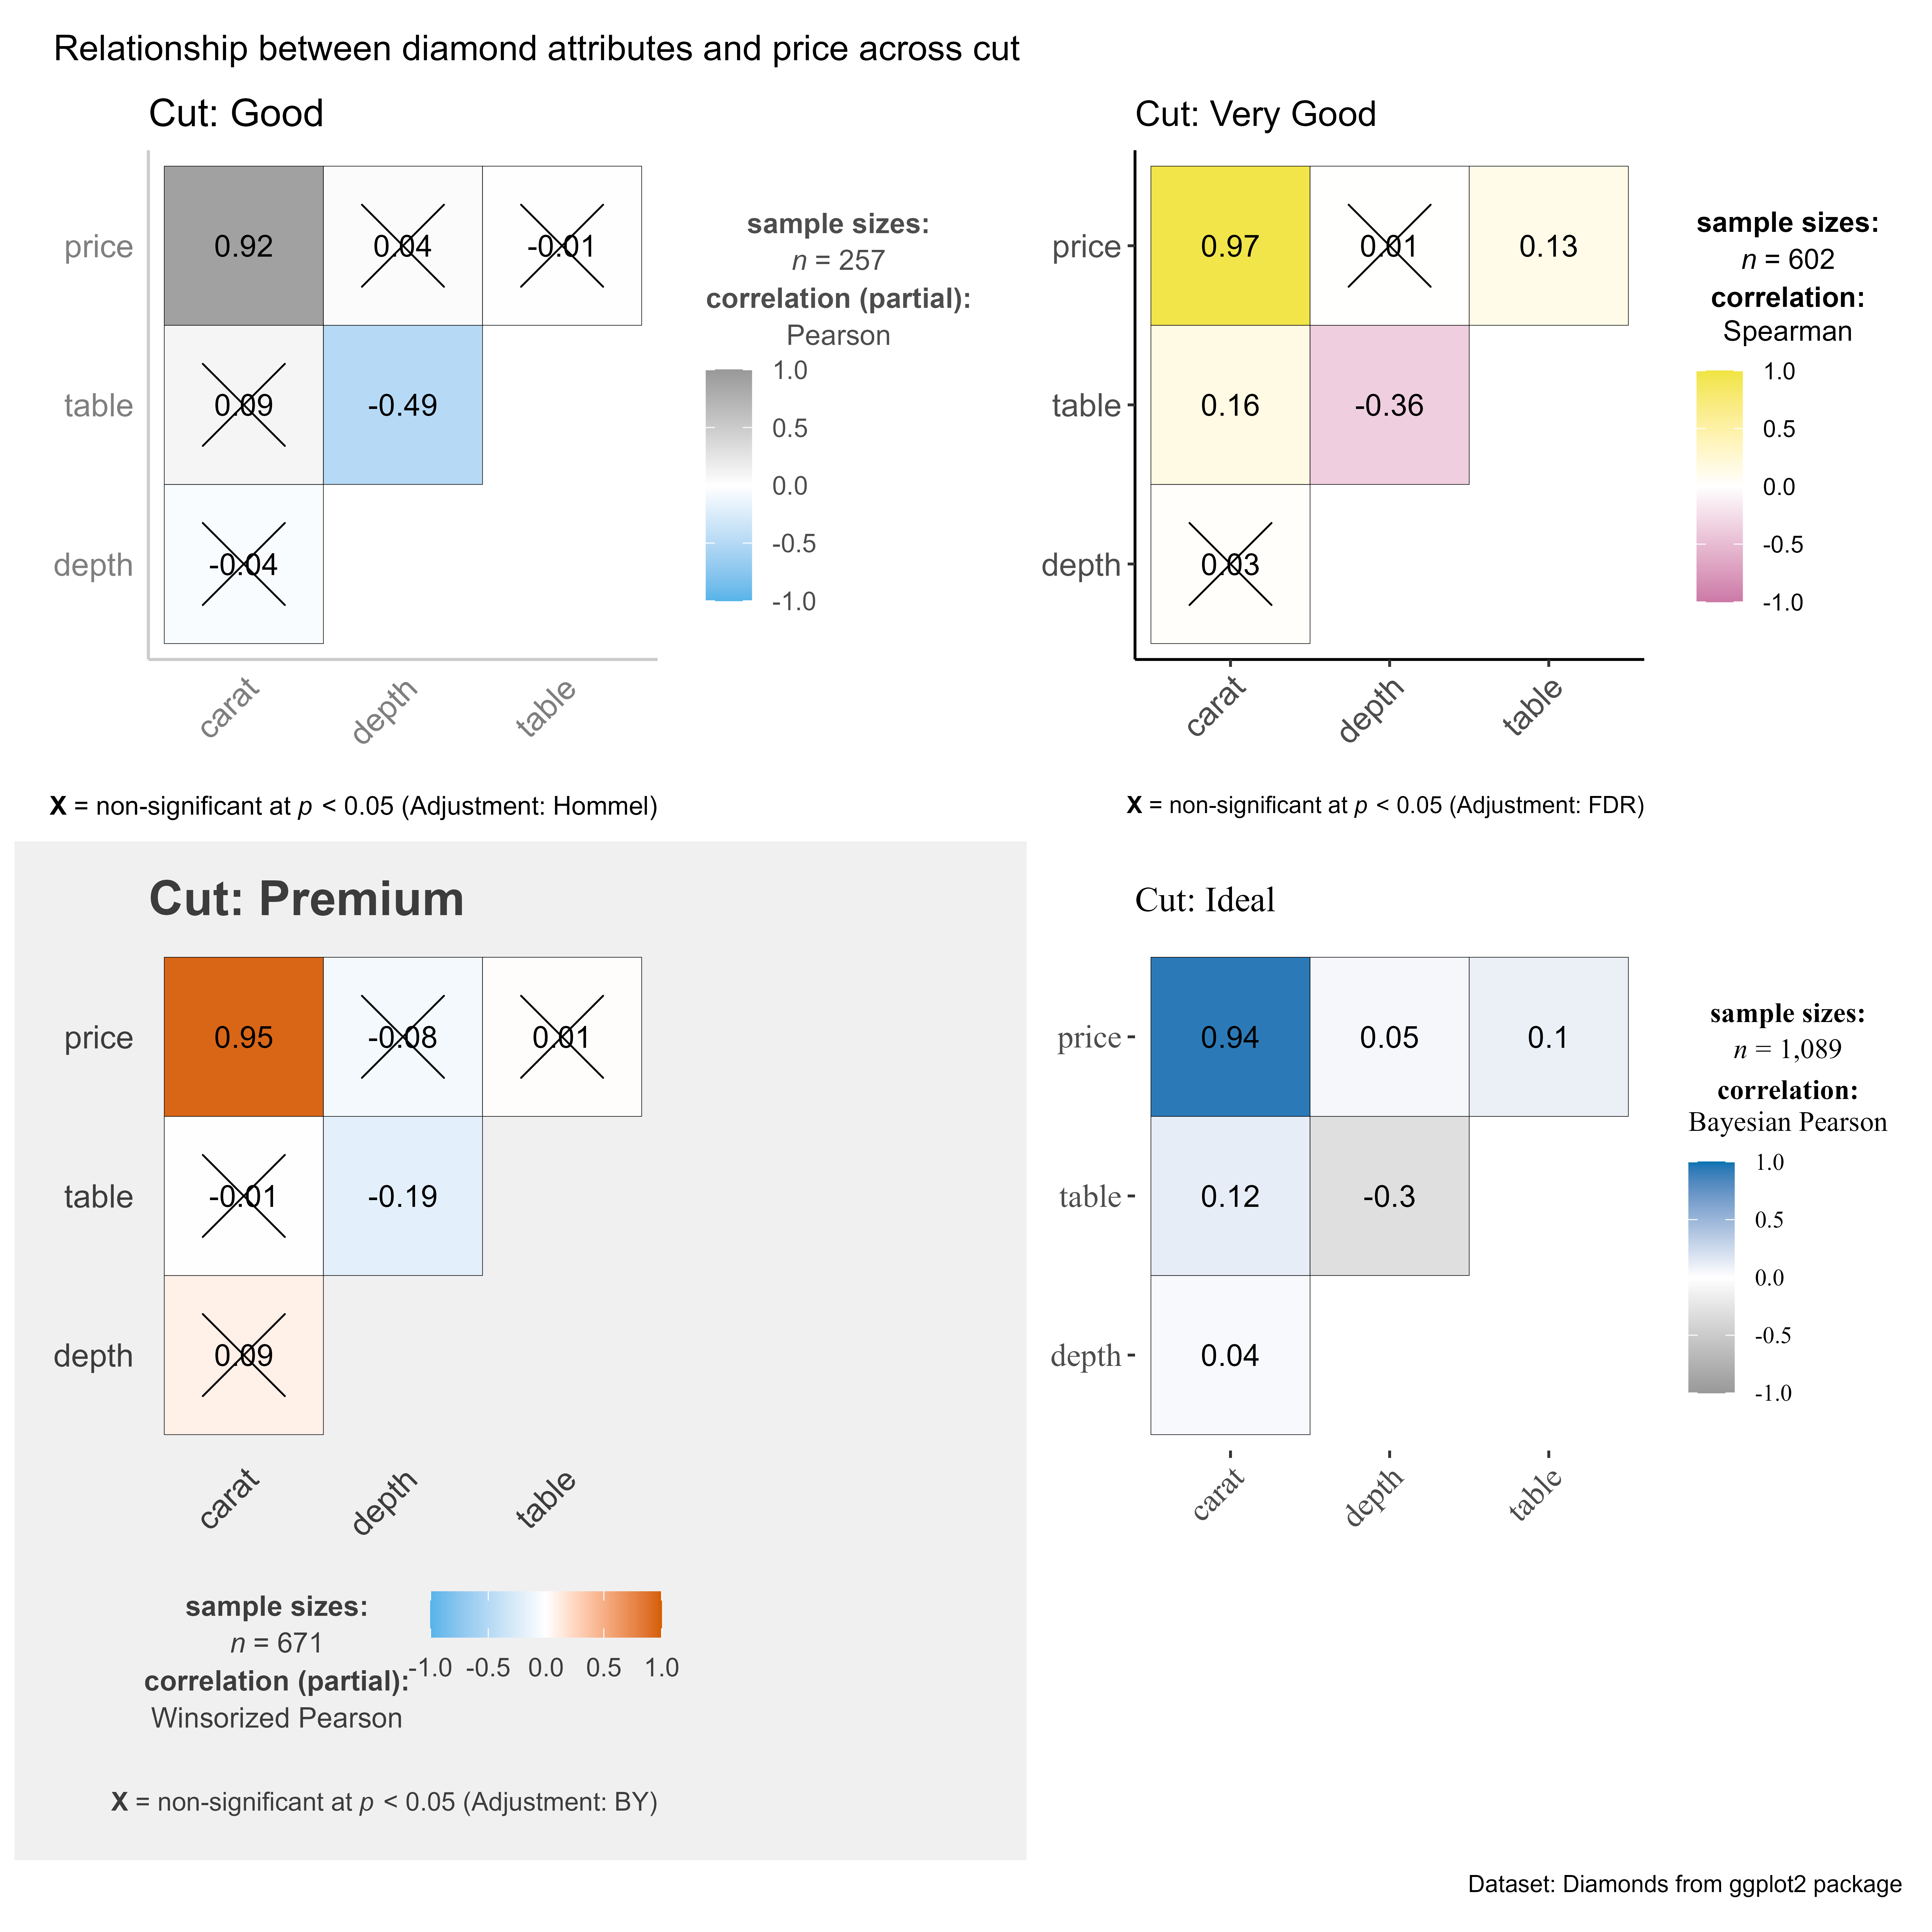 Relationship between diamond attributes and price across cut
Cut: Good
price
0.92
0.04
-0.01
table
0.09
-0.49
depth
-0.04
carat
depth
table
sample sizes:
n = 257
correlation (partial):
Pearson
1.0
0.5
0.0
-0.5
-1.0
X = non-significant at p < 0.05 (Adjustment: Hommel)
Cut: Very Good
price
0.97
0.01
0.13
table
0.16
-0.36
depth
0.03
carat
depth
table
sample sizes:
n = 602
correlation:
Spearman
1.0
0.5
0.0
-0.5
-1.0
X = non-significant at p < 0.05 (Adjustment: FDR)
Cut: Premium
price
0.95
-0.08
0.01
table
-0.01
-0.19
depth
0.09
carat
depth
table
sample sizes:
n = 671
correlation (partial):
Winsorized Pearson
-1.0 -0.5 0.0 0.5 1.0
X = non-significant at p < 0.05 (Adjustment: BY)
Cut: Ideal
price
0.94
0.05
0.1
table
0.12
-0.3
depth
0.04
carat
depth
table
sample sizes:
n = 1,089
correlation:
Bayesian Pearson
1.0
0.5
0.0
-0.5
-1.0
Dataset: Diamonds from ggplot2 package